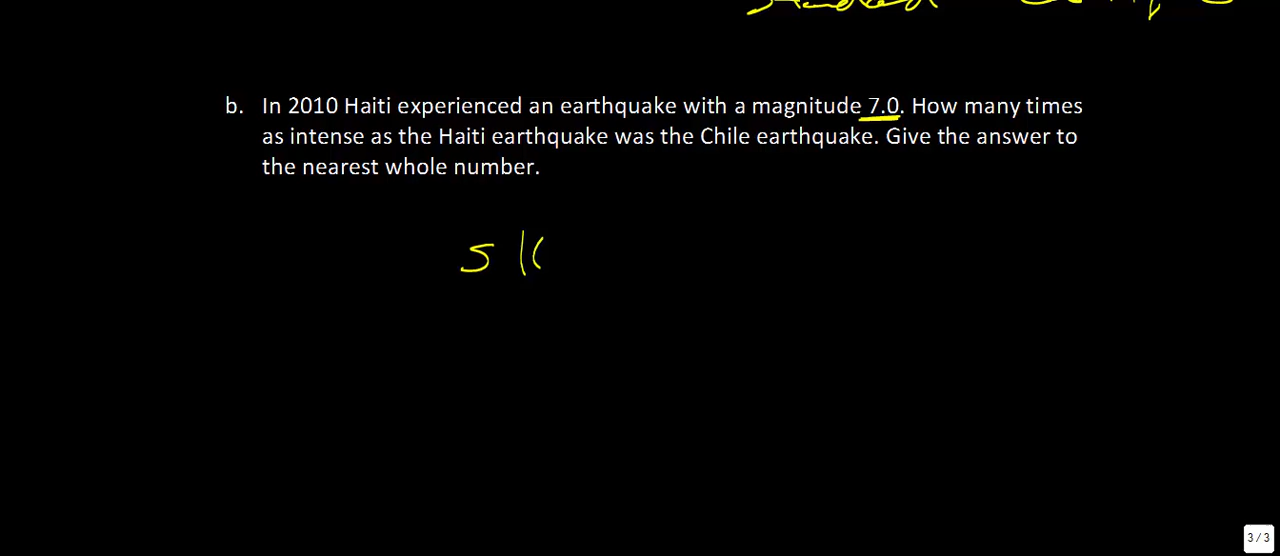 b. In 2010 Haiti experienced an earthquake with a magnitude 7.0. How many times
as intense as the Haiti earthquake was the Chile earthquake. Give the answer to
the nearest whole number.
3 / 3